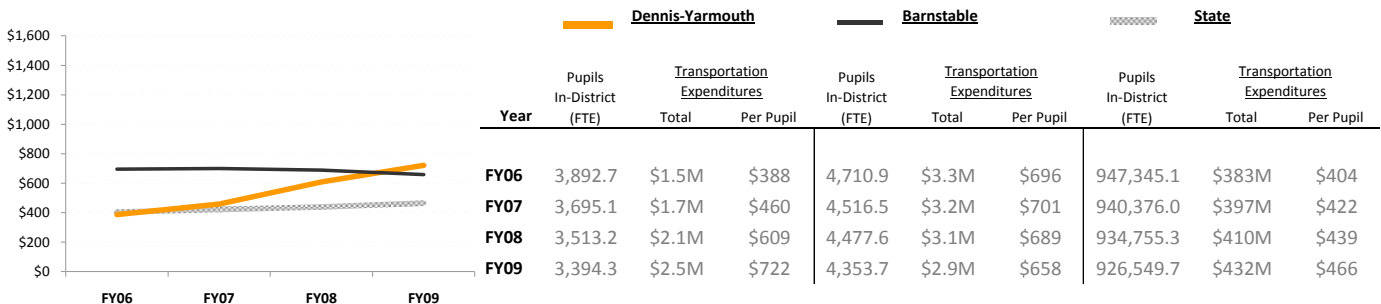 Dennis-Yarmouth Barnstable State
$1,600
$1,400
$1,200
$1,000
$800
$600
$400
$200
$0
FY06 FY07 FY08 FY09
Pupils Transportation Pupils Transportation Pupils Transportation
In-District Expenditures In-District Expenditures In-District Expenditures
Year (FTE) Total Per Pupil (FTE) Total Per Pupil (FTE) Total Per Pupil
FY06 3,892.7 $1.5M $388 4,710.9 $3.3M $696 947,345.1 $383M $404
FY07 3,695.1 $1.7M $460 4,516.5 $3.2M $701 940,376.0 $397M $422
FY08 3,513.2 $2.1M $609 4,477.6 $3.1M $689 934,755.3 $410M $439
FY09 3,394.3 $2.5M $722 4,353.7 $2.9M $658 926,549.7 $432M $466